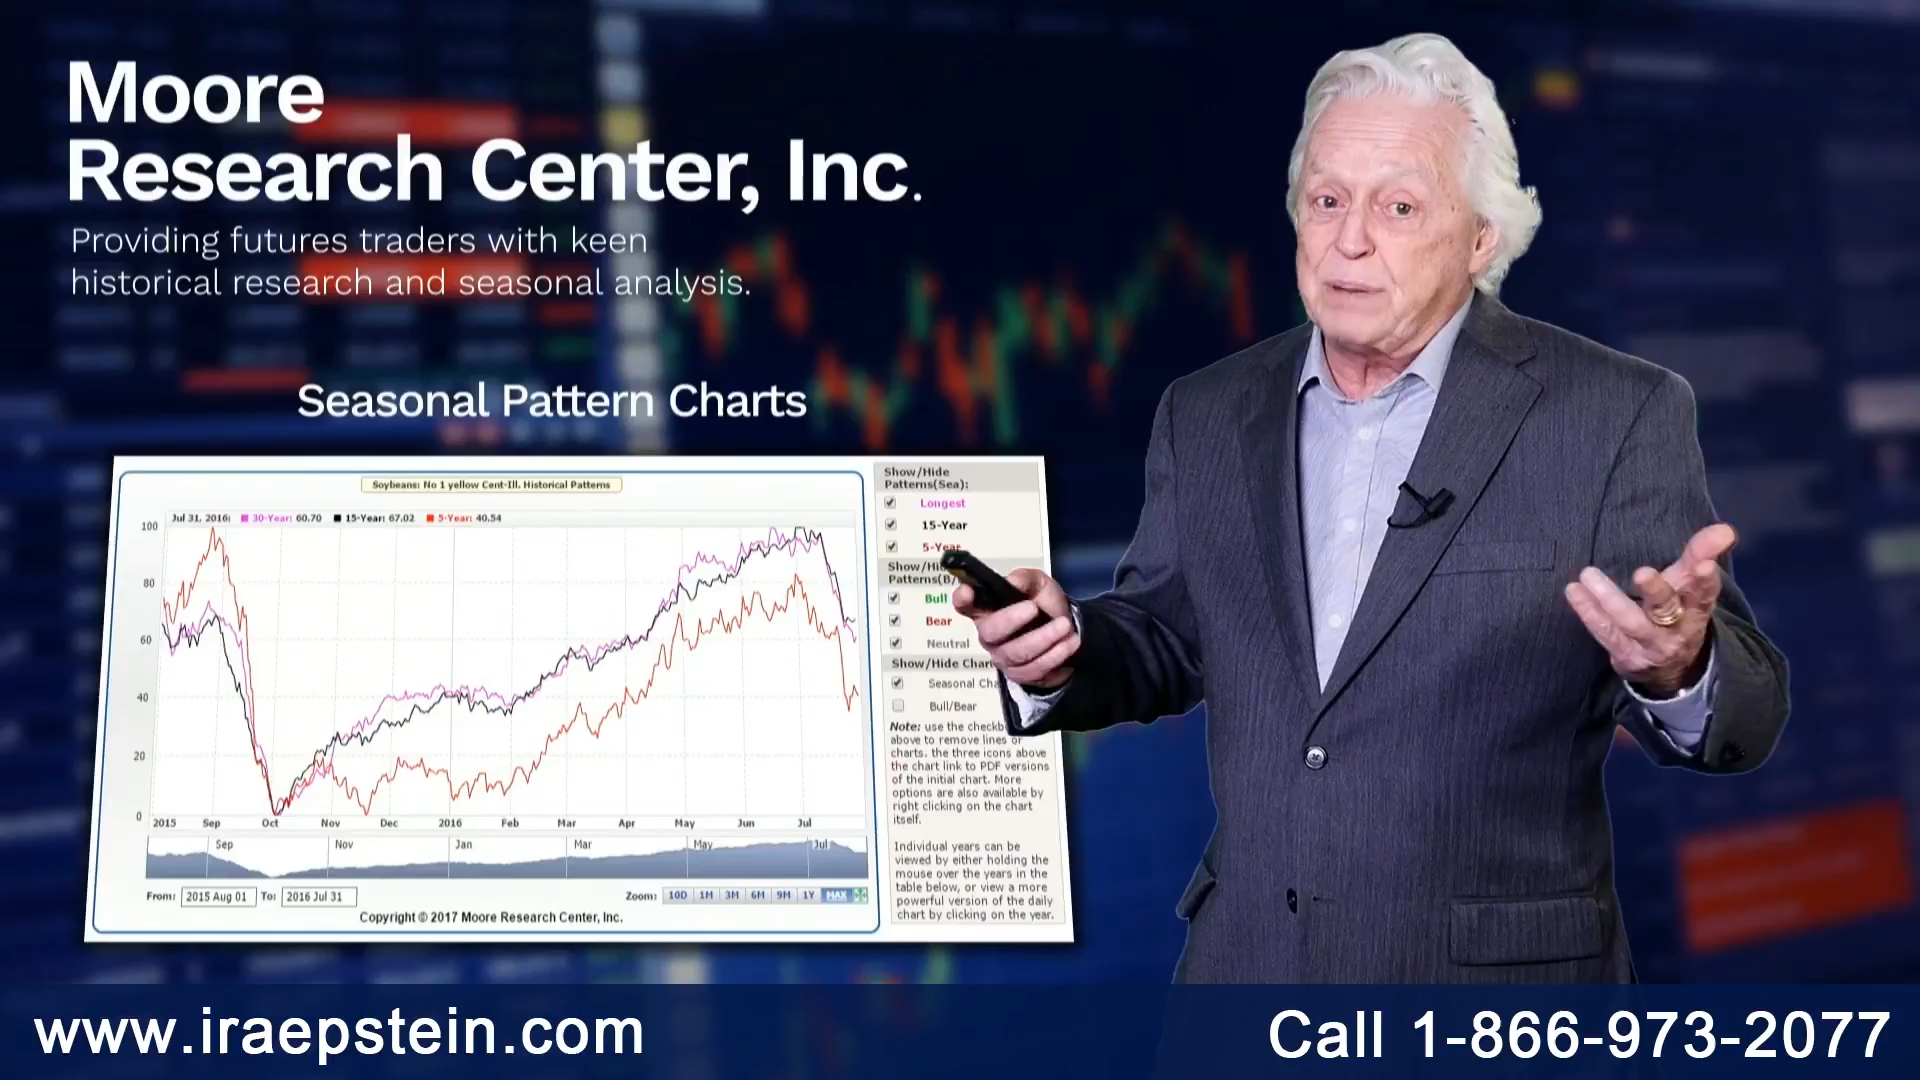 Moore
Research Center, Inc.
Providing futures traders with keen
historical research and seasonal analysis.
Seasonal Pattern Charts
Soybeans: No 1 yellow Cent-Ill. Historical Patterns
Jul 31, 2016: 30-Year: 60.70 15-Year: 67.02 5-Year: 40.54
100
80
60
40
20
0
2015 Sep Oct Nov Dec 2016 Feb Mar Apr May Jun Jul
Sep Nov Jan Mar May Jul
From: 2015 Aug 01 To: 2016 Jul 31 Zoom: 10D 1M 3M 6M 9M 1Y MAX
Copyright © 2017 Moore Research Center, Inc.
Show/Hide
Patterns(Sea):
Longest
15-Year
5-Year
Patterns(B/
Bull
Bear
Neutral
Show/Hide
Seasonal
Bull/Bear
Note: use the
above to remove lines or
charts. the three icons above
the chart link to PDF versions
of the initial chart. More
options are also available by
right clicking on the chart
itself.
Individual years can be
viewed by either holding the
mouse over the years in the
table below, or view a more
powerful version of the daily
chart by clicking on the year.
www.iraepstein.com
Call 1-866-973-2077